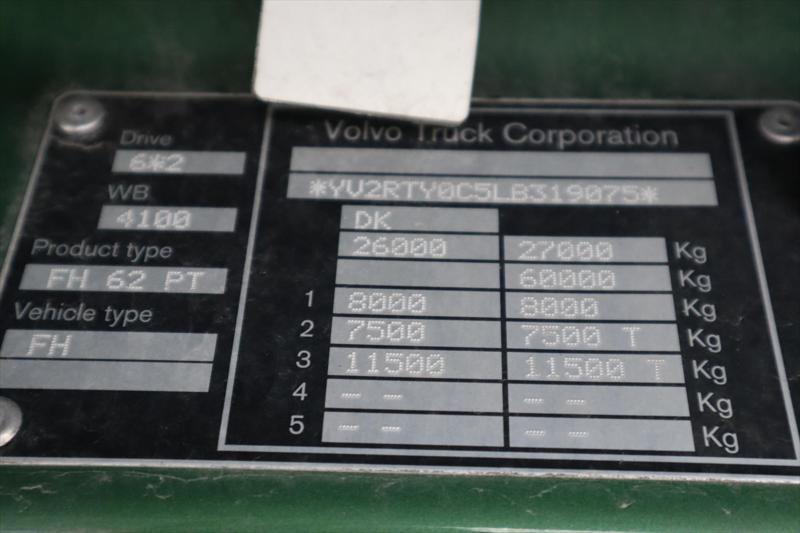 Volvo Truck Corporation
Drive
6*2
WB
4100
Product type
FH 62 PT
Vehicle type
FH
*YV2RTY0C5LB319075*
DK
26000 27000 Kg
60000 Kg
1 8000 8000 Kg
2 7500 7500 T Kg
3 11500 11500 T Kg
4 -- -- -- -- Kg
5 -- -- -- -- Kg